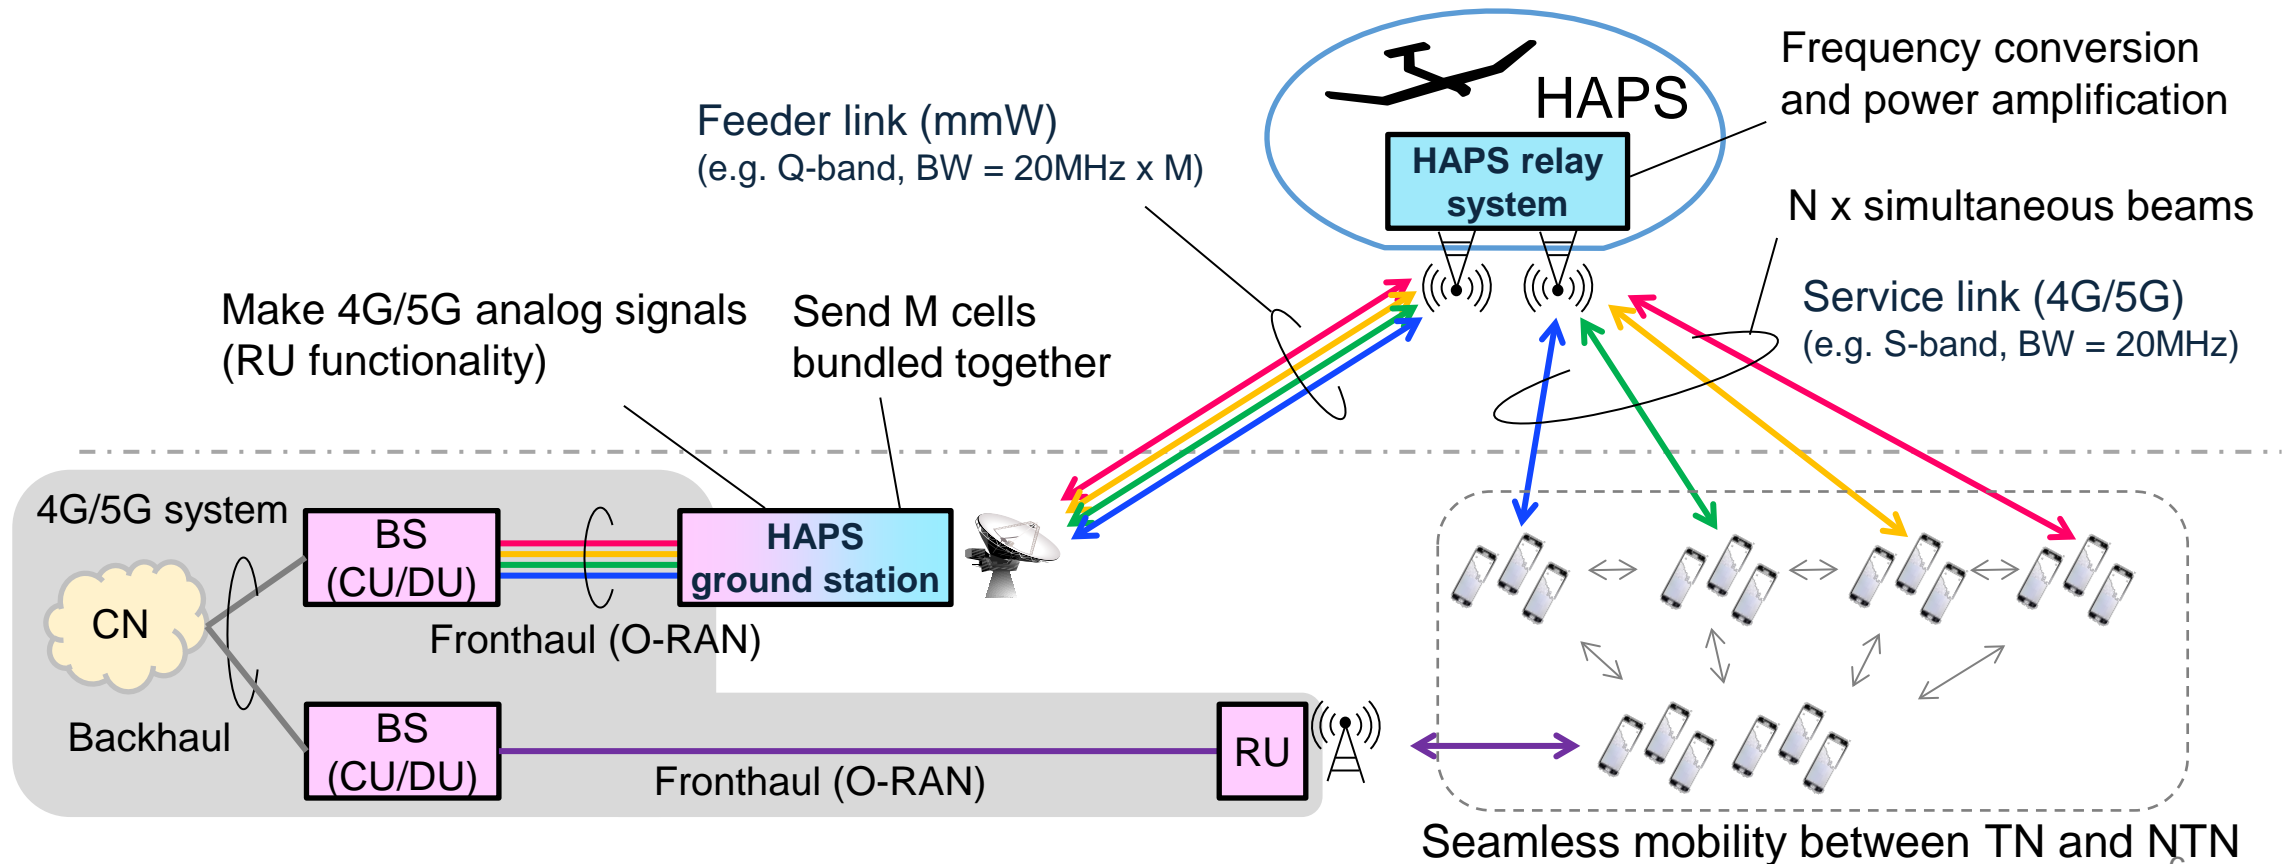 Frequency conversion
and power amplification
HAPS
Feeder link (mmW)
(e.g. Q-band, BW = 20MHz x M)
HAPS relay
system
N x simultaneous beams
Service link (4G/5G)
(e.g. S-band, BW = 20MHz)
Make 4G/5G analog signals
(RU functionality)
Send M cells
bundled together
4G/5G system
BS
(CU/DU)
HAPS
ground station
CN
Fronthaul (O-RAN)
Backhaul
BS
(CU/DU)
Fronthaul (O-RAN)
RU
Seamless mobility between TN and NTN